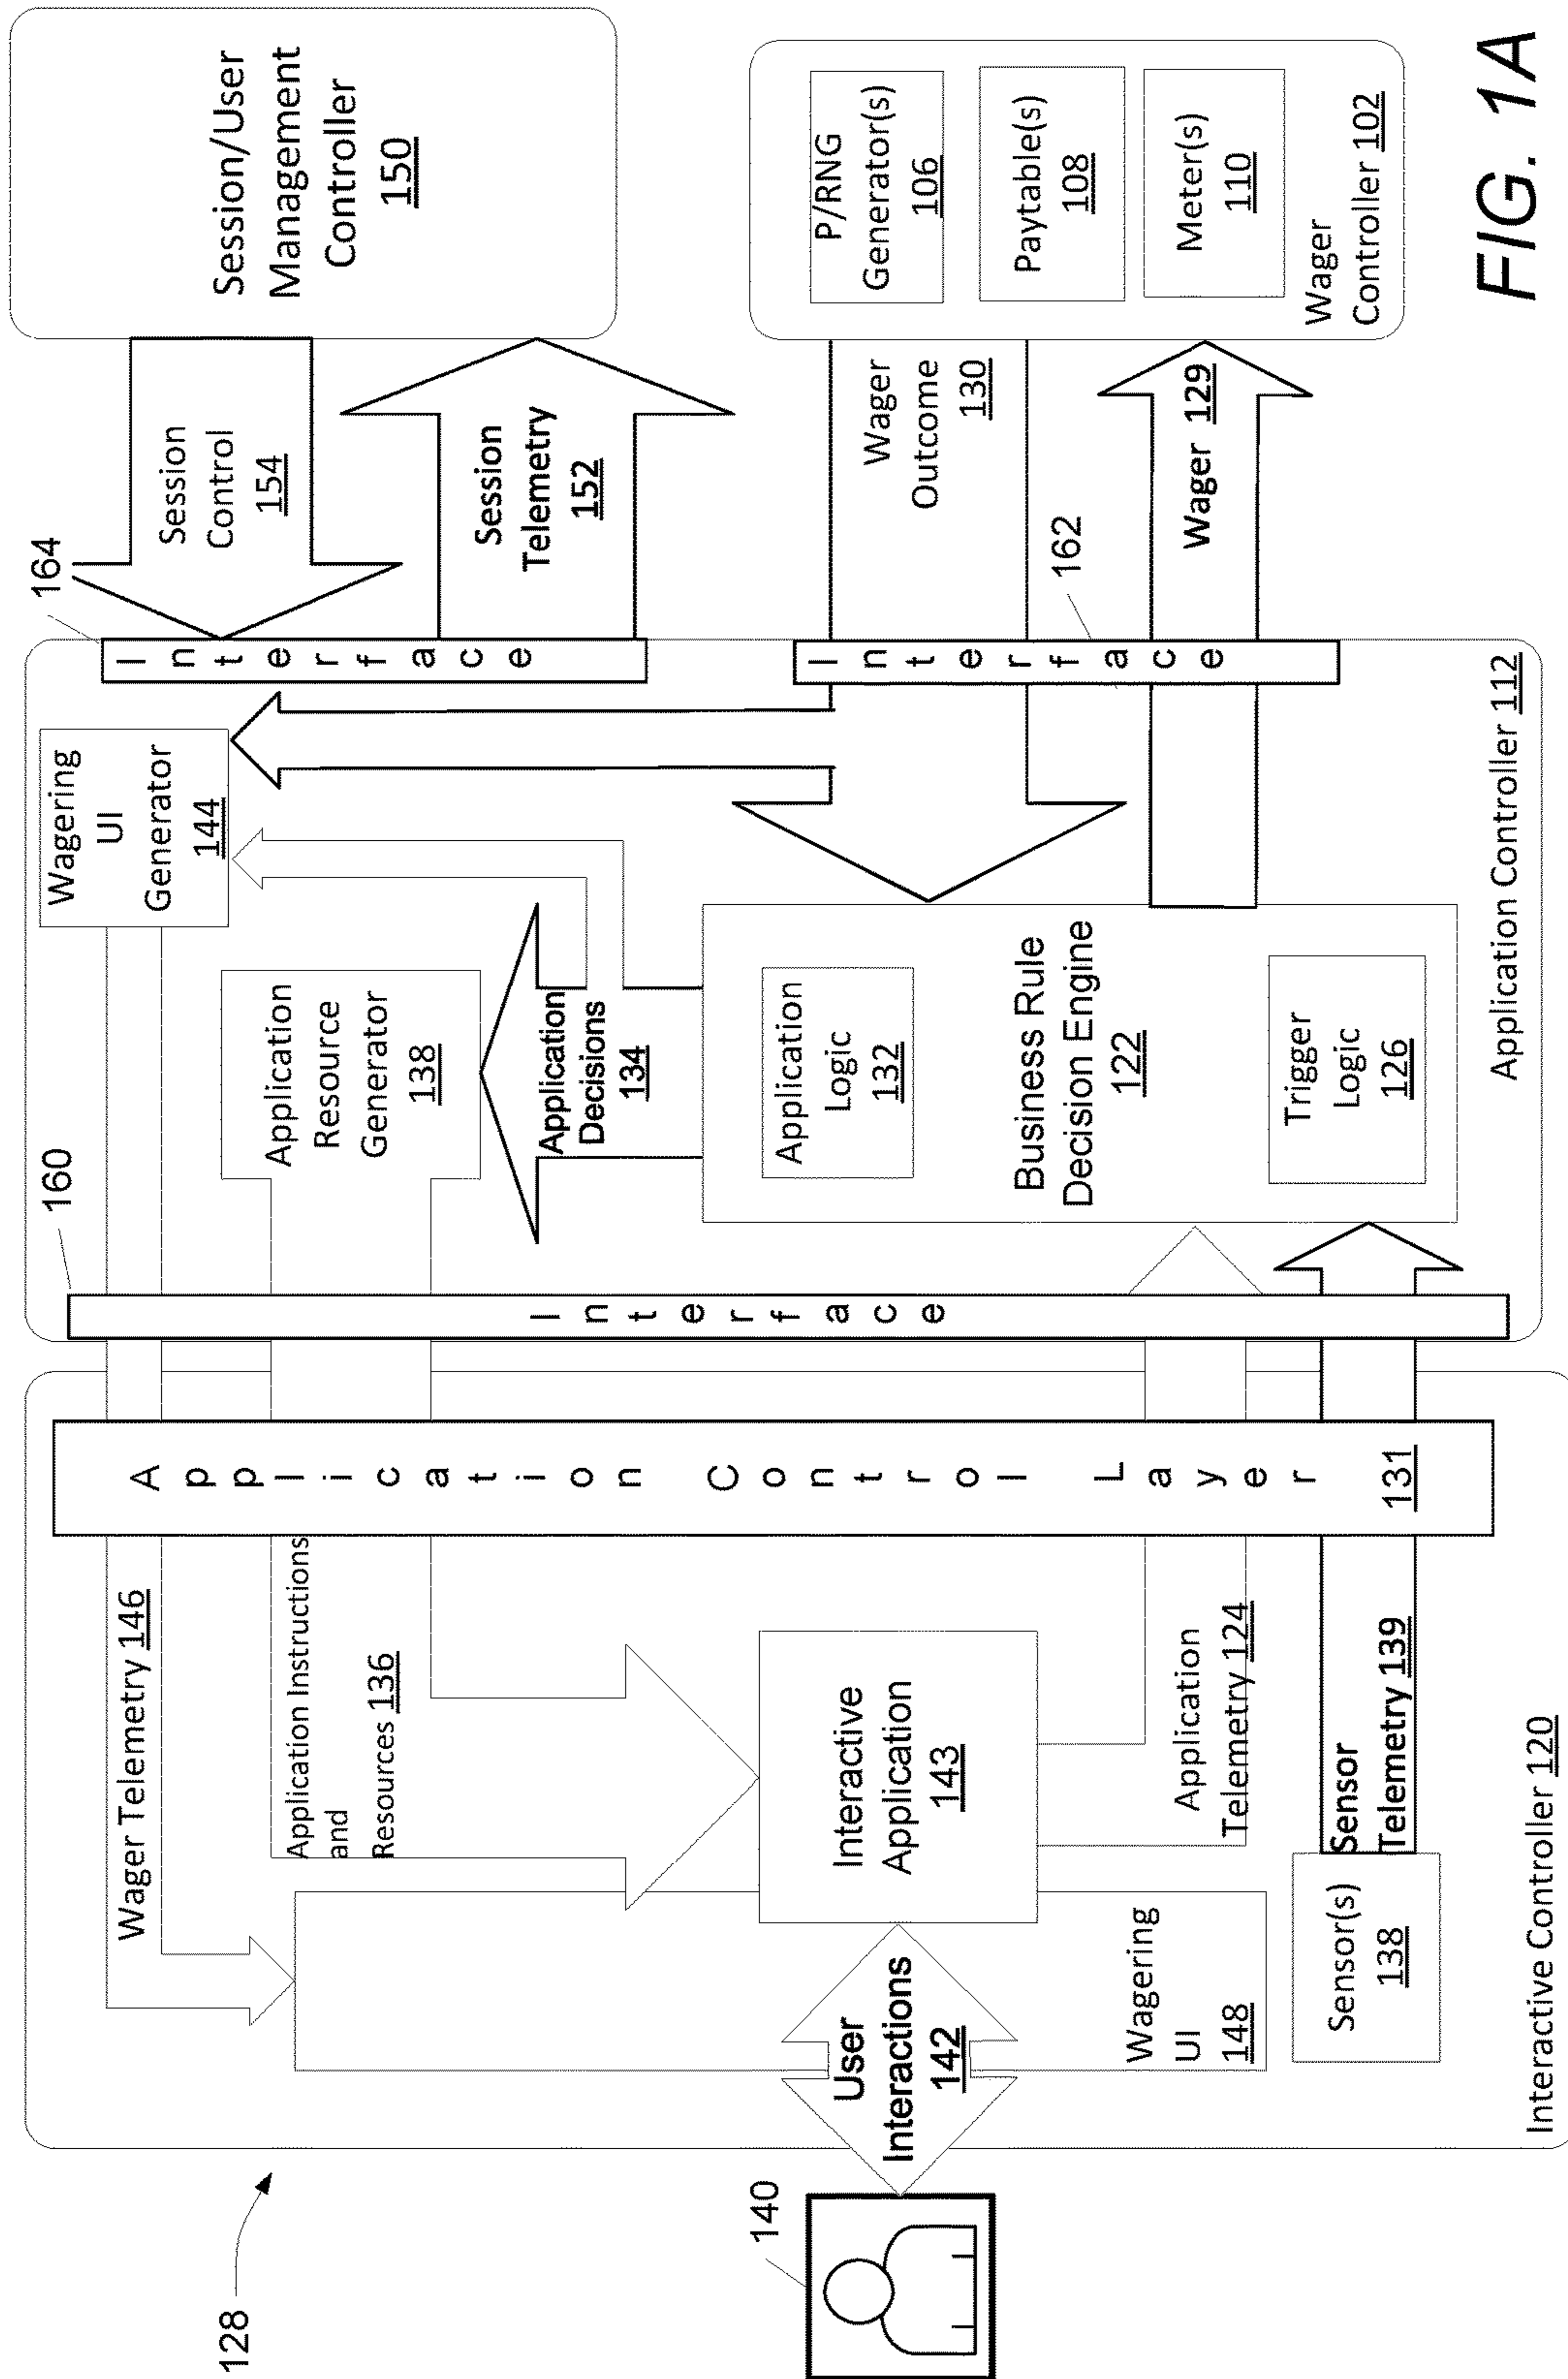 128
140
User
Interactions
142
Wager Telemetry 146
Application Instructions
and
Resources 136
Interactive
Application
143
Application
Telemetry 124
Wagering
UI
148
Sensor(s)
138
Sensor
Telemetry 139
Interactive Controller 120
Application Control Layer 131
160
Interface
Wagering
UI
Generator
144
Application
Resource
Generator
138
Application
Decisions
134
Application
Logic
132
Business Rule
Decision Engine
122
Trigger
Logic
126
Application Controller 112
164
Interface
Interface
162
Session
Control
154
Session
Telemetry
152
Session/User
Management
Controller
150
Wager
Outcome
130
Wager 129
P/RNG
Generator(s)
106
Paytable(s)
108
Meter(s)
110
Wager
Controller 102
FIG. 1A